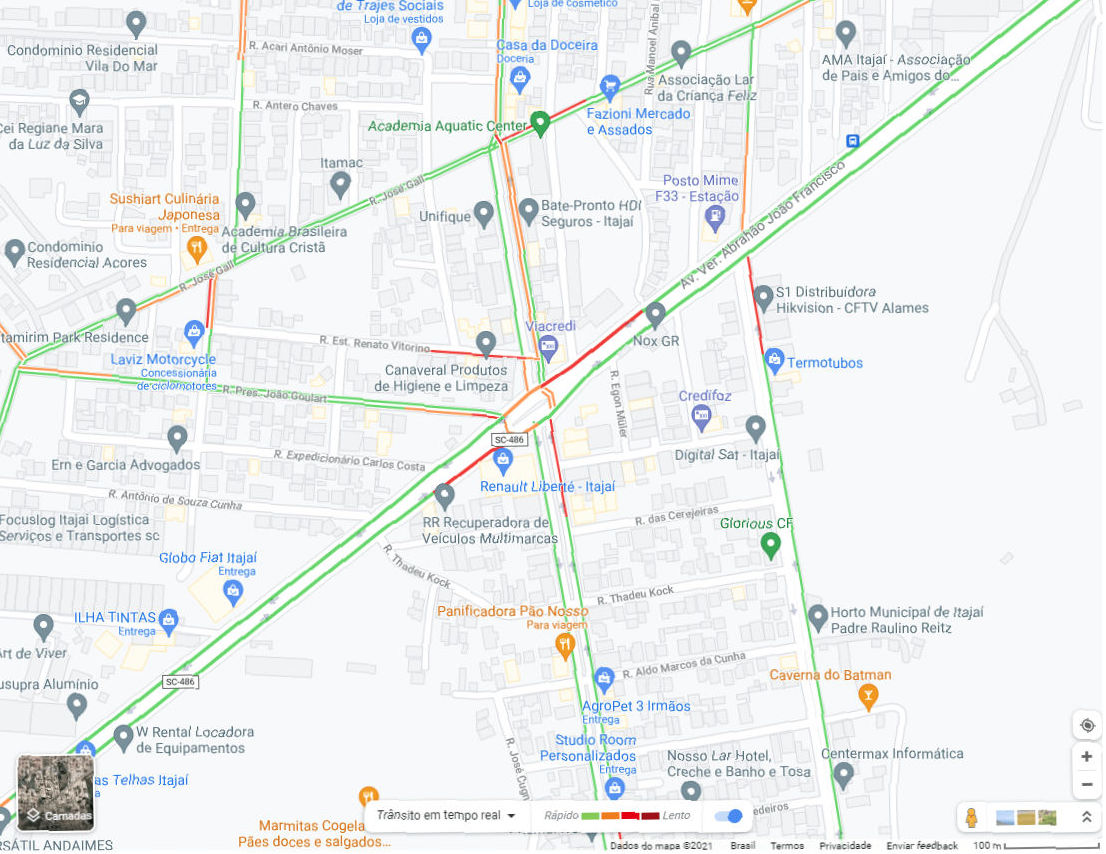 de Trajes Sociais
Loja de vestidos
Loja de cosmético
Condominio Residencial
Vila Do Mar
R. Acari Antônio Moser
Casa da Doceira
Doceria
Rua Manoel Anibal
Associação Lar
da Criança Feliz
AMA Itajaí - Associação
de Pais e Amigos do...
Cei Regiane Mara
da Luz da Silva
R. Antero Chaves
Academia Aquatic Center
Fazioni Mercado
e Assados
Itamac
R. José Gall
Posto Mime
F33 - Estação
Av. Ver. Abrahão João Francisco
Sushiart Culinária
Japonesa
Para viagem • Entrega
Unifique
Bate-Pronto HDI
Seguros - Itajaí
Academia Brasileira
de Cultura Cristã
Condominio
Residencial Açores
R. José Gall
S1 Distribuídora
Hikvision - CFTV Alames
tamirim Park Residence
Viacredi
R. Est. Renato Vitorino
Nox GR
Laviz Motorcycle
Concessionária
de ciclomotores
Canaveral Produtos
de Higiene e Limpeza
Termotubos
R. Pres. João Goulart
R. Egon Müller
Credifoz
SC-486
Ern e Garcia Advogados
R. Expedicionário Carlos Costa
Digital Sat - Itajaí
Renault Liberté - Itajaí
R. Antônio de Souza Cunha
Focuslog Itajaí Logística
Serviços e Transportes sc
RR Recuperadora de
Veículos Multimarcas
R. das Cerejeiras
Glorious CF
Globo Fiat Itajaí
Entrega
R. Thadeu Kock
R. Thadeu Kock
ILHA TINTAS
Entrega
Panificadora Pão Nosso
Para viagem
Horto Municipal de Itajaí
Padre Raulino Reitz
Art de Viver
R. Aldo Marcos da Cunha
Caverna do Batman
SC-486
usupra Alumínio
AgroPet 3 Irmãos
Entrega
W Rental Locadora
de Equipamentos
R. José Cugn
Studio Room
Personalizados
Entrega
Nosso Lar Hotel,
Creche e Banho e Tosa
Centermax Informática
as Telhas Itajaí
Camadas
Trânsito em tempo real
Rápido
Lento
edeiros
Marmitas Congela
Pães doces e salgados...
RSÁTIL ANDAIMES
Dados do mapa ©2021
Brasil
Termos
Privacidade
Enviar feedback
100 m